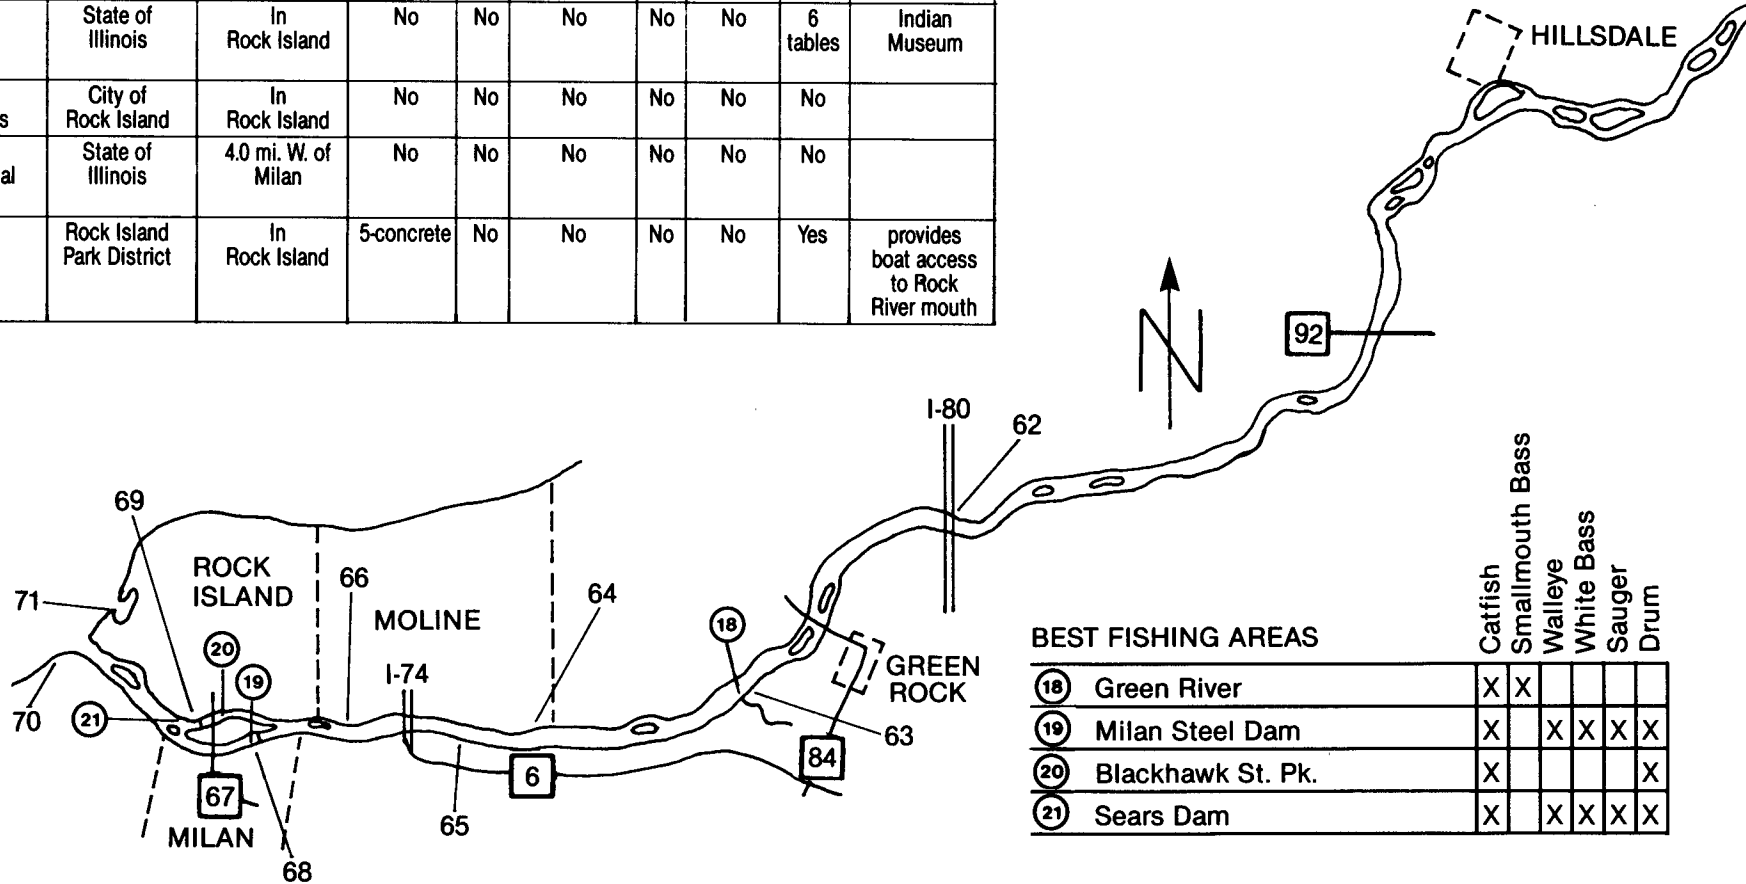 State of In No No No No No 6 Indian
Illinois Rock Island tables Museum
City of In No No No No No No
s Rock Island Rock Island
State of 4.0 mi. W. of No No No No No No
al Illinois Milan
Rock Island In 5-concrete No No No No Yes provides
Park District Rock Island boat access
to Rock
River mouth
HILLSDALE
92
N
I-80
62
69
ROCK
ISLAND
66
MOLINE
64
71
18
20
19
I-74
GREEN
ROCK
70
21
63
84
6
67
65
MILAN
68
Catfish
Smallmouth Bass
Walleye
White Bass
Sauger
Drum
BEST FISHING AREAS
18 Green River X X
19 Milan Steel Dam X X X X X
20 Blackhawk St. Pk. X X
21 Sears Dam X X X X X